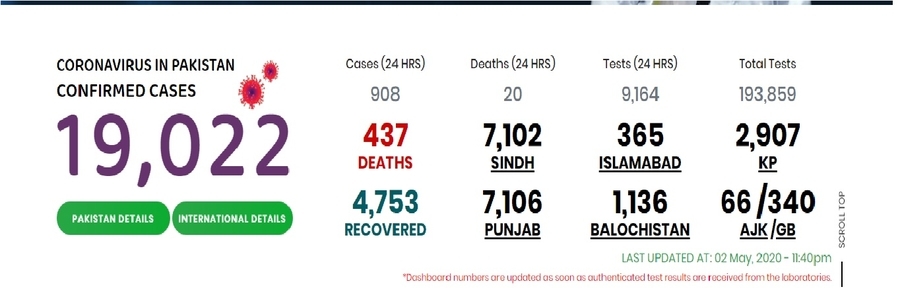 CORONAVIRUS IN PAKISTAN
CONFIRMED CASES
19,022
PAKISTAN DETAILS
INTERNATIONAL DETAILS
Cases (24 HRS)
908
Deaths (24 HRS)
20
Tests (24 HRS)
9,164
Total Tests
193,859
437
DEATHS
7,102
SINDH
365
ISLAMABAD
2,907
KP
4,753
RECOVERED
7,106
PUNJAB
1,136
BALOCHISTAN
66 /340
AJK /GB
SCROLL TOP
LAST UPDATED AT: 02 May, 2020 - 11:40pm
*Dashboard numbers are updated as soon as authenticated test results are received from the laboratories.